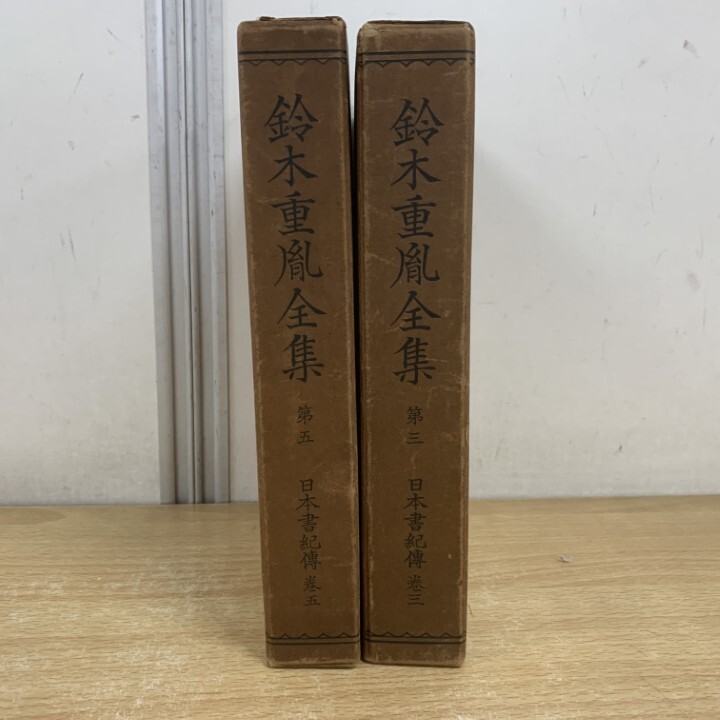 鈴木重胤全集
第五
日本書紀傳 巻五
鈴木重胤全集
第三
日本書紀傳 巻三